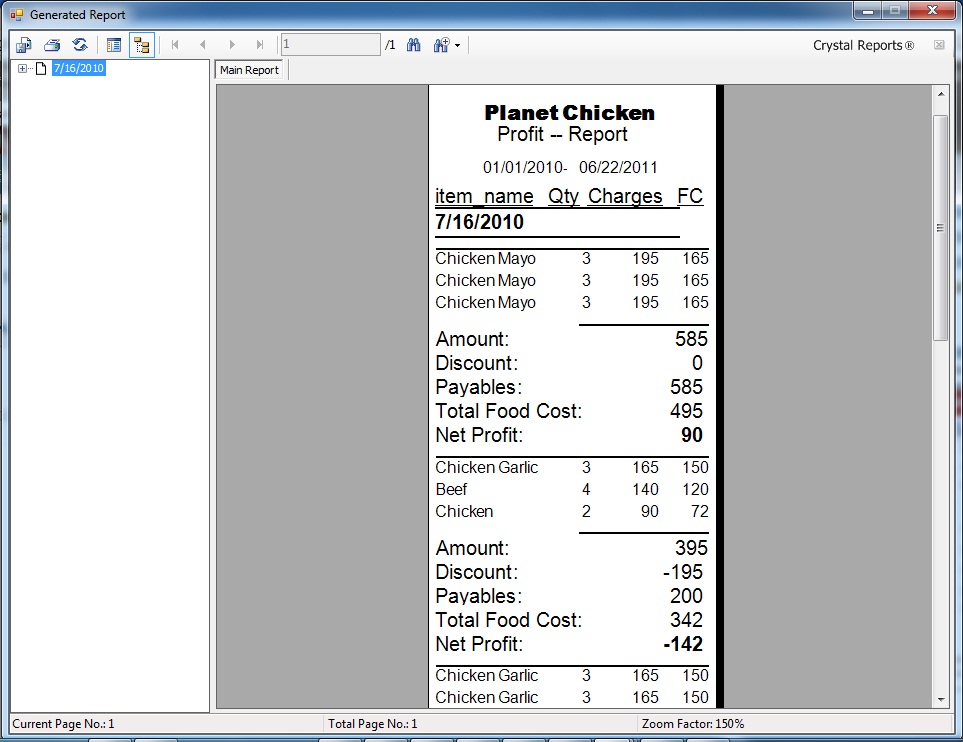 Generated Report
1 /1 Crystal Reports®
7/16/2010
Main Report
Planet Chicken
Profit -- Report
01/01/2010- 06/22/2011
item_name Qty Charges FC
7/16/2010
Chicken Mayo 3 195 165
Chicken Mayo 3 195 165
Chicken Mayo 3 195 165
Amount: 585
Discount: 0
Payables: 585
Total Food Cost: 495
Net Profit: 90
Chicken Garlic 3 165 150
Beef 4 140 120
Chicken 2 90 72
Amount: 395
Discount: -195
Payables: 200
Total Food Cost: 342
Net Profit: -142
Chicken Garlic 3 165 150
Chicken Garlic 3 165 150
Current Page No.: 1 Total Page No.: 1 Zoom Factor: 150%